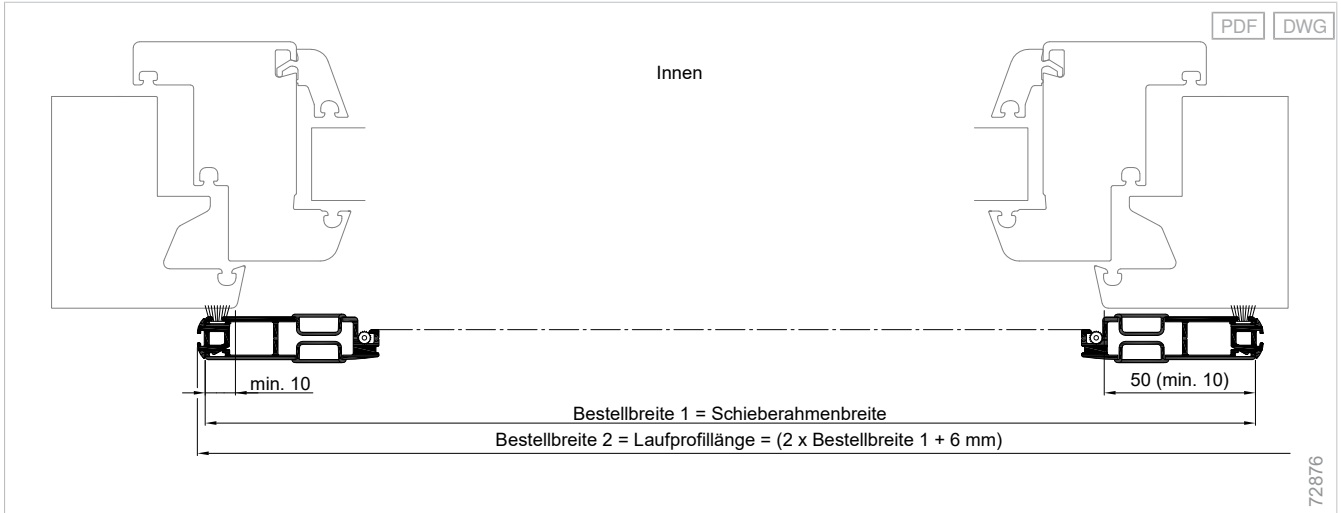 PDF DWG
Innen
min. 10
50 (min. 10)
Bestellbreite 1 = Schieberahmenbreite
Bestellbreite 2 = Laufprofillänge = (2 x Bestellbreite 1 + 6 mm)
72876